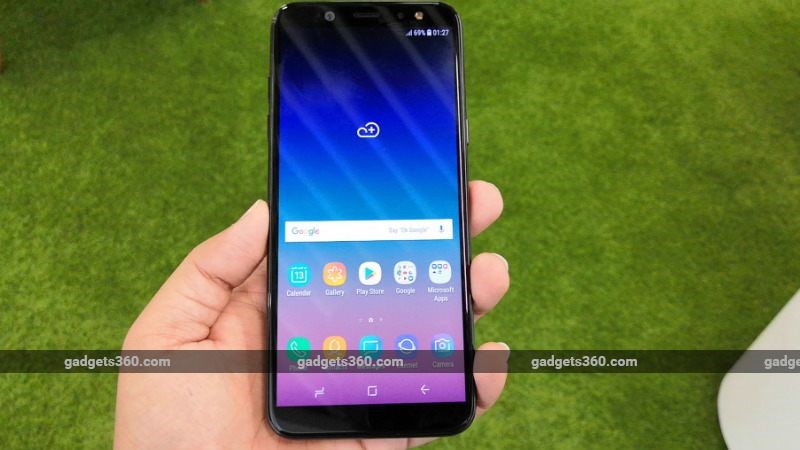 69% 01:27
Google Say "Ok Google"
13
Calendar Gallery Play Store Google Microsoft Apps
gadgets360.com gadgets360.com gadgets360.com gadgets
Camera